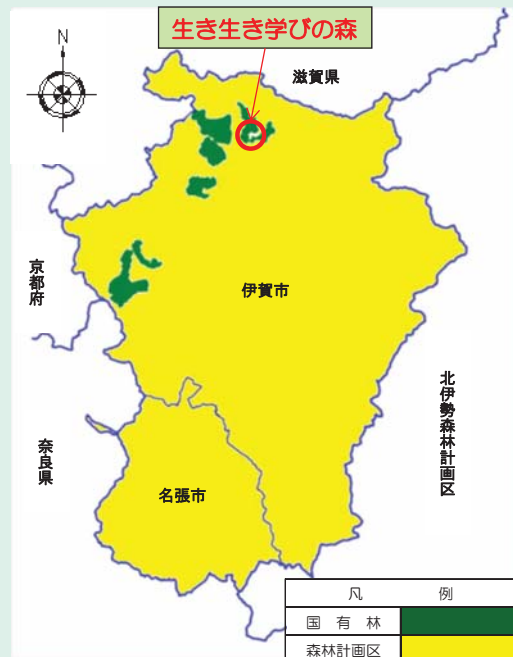 生き生き学びの森
N
滋賀県
京都府
伊賀市
北伊勢森林計画区
奈良県
名張市
凡 例
国 有 林
森林計画区